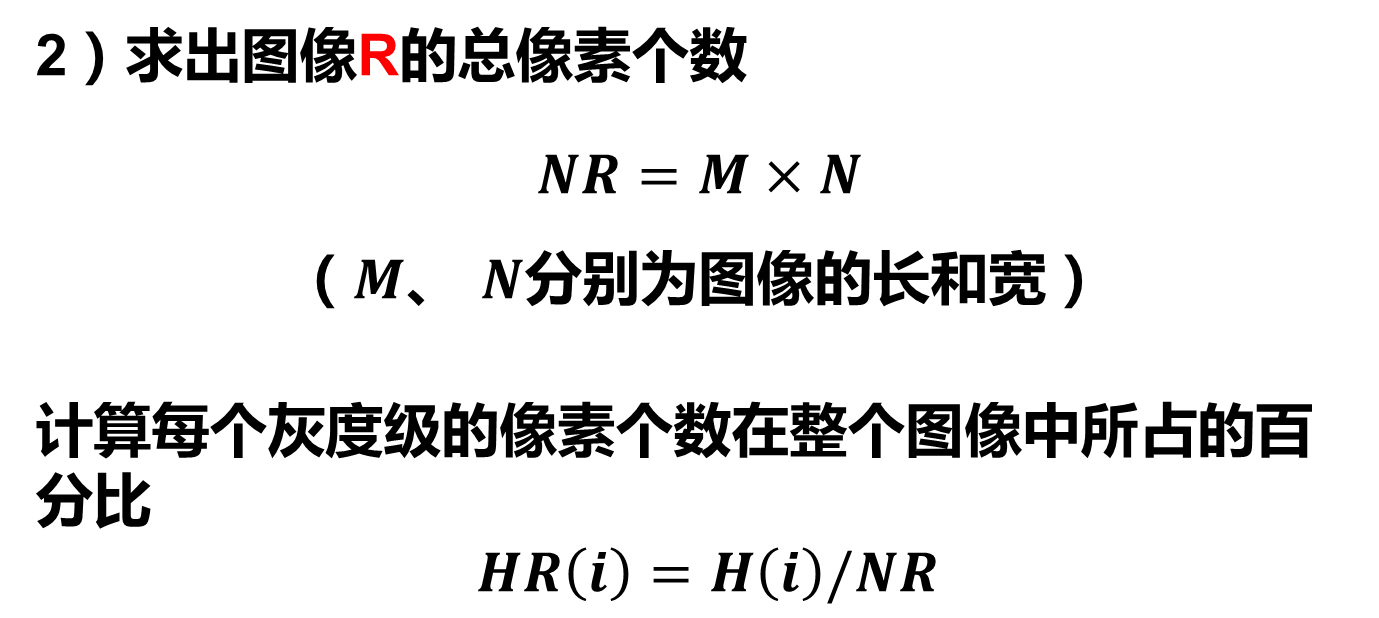 2）求出图像R的总像素个数
NR = M × N
（M、 N分别为图像的长和宽）
计算每个灰度级的像素个数在整个图像中所占的百
分比
HR(i) = H(i)/NR